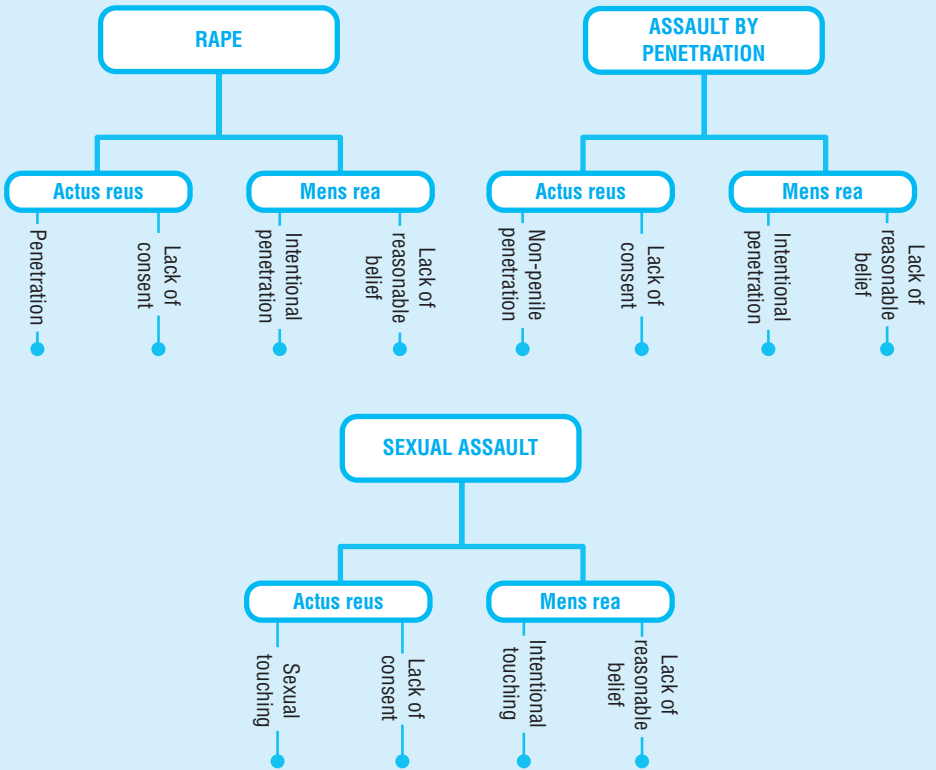 RAPE
ASSAULT BY
PENETRATION
Actus reus
Mens rea
Actus reus
Mens rea
Penetration
Lack of
consent
Intentional
penetration
Lack of
reasonable
belief
Non-penile
penetration
Lack of
consent
Intentional
penetration
Lack of
reasonable
belief
SEXUAL ASSAULT
Actus reus
Mens rea
Sexual
touching
Lack of
consent
Intentional
touching
Lack of
reasonable
belief